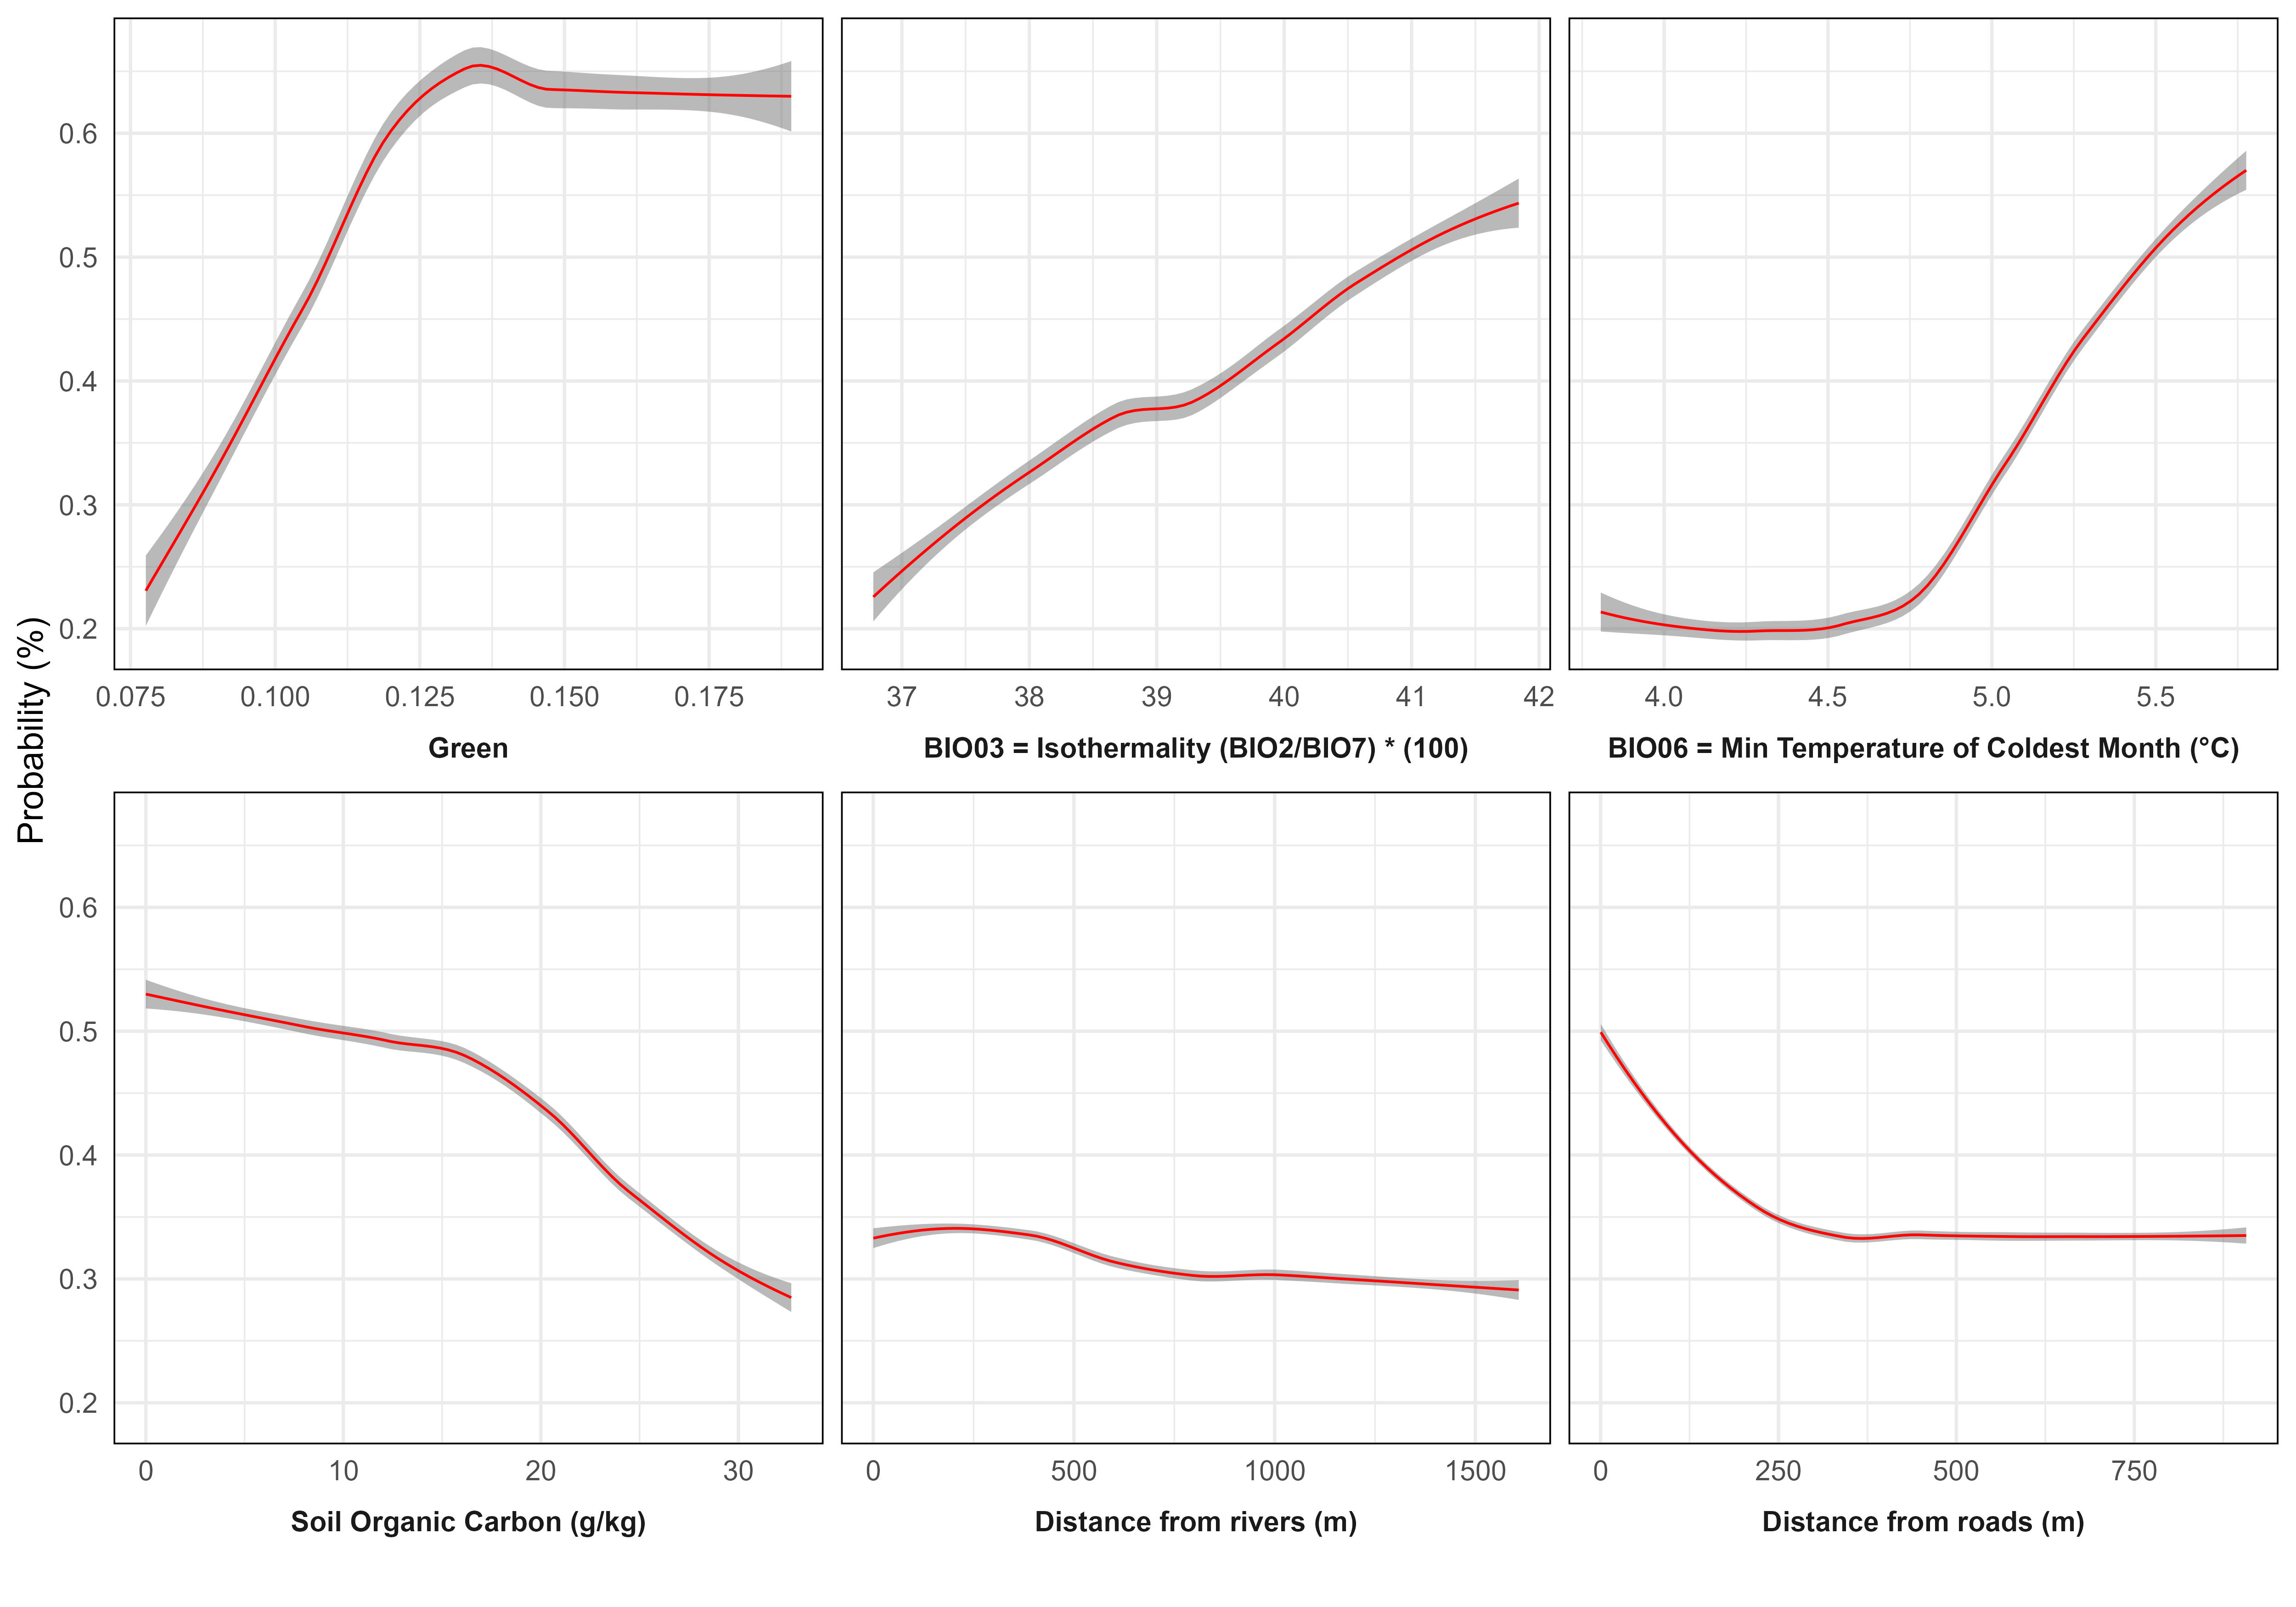 Probability (%)
0.6
0.5
0.4
0.3
0.2
0.075 0.100 0.125 0.150 0.175
Green
37 38 39 40 41 42
BIO03 = Isothermality (BIO2/BIO7) * (100)
4.0 4.5 5.0 5.5
BIO06 = Min Temperature of Coldest Month (°C)
0.6
0.5
0.4
0.3
0.2
0 10 20 30
Soil Organic Carbon (g/kg)
0 500 1000 1500
Distance from rivers (m)
0 250 500 750
Distance from roads (m)